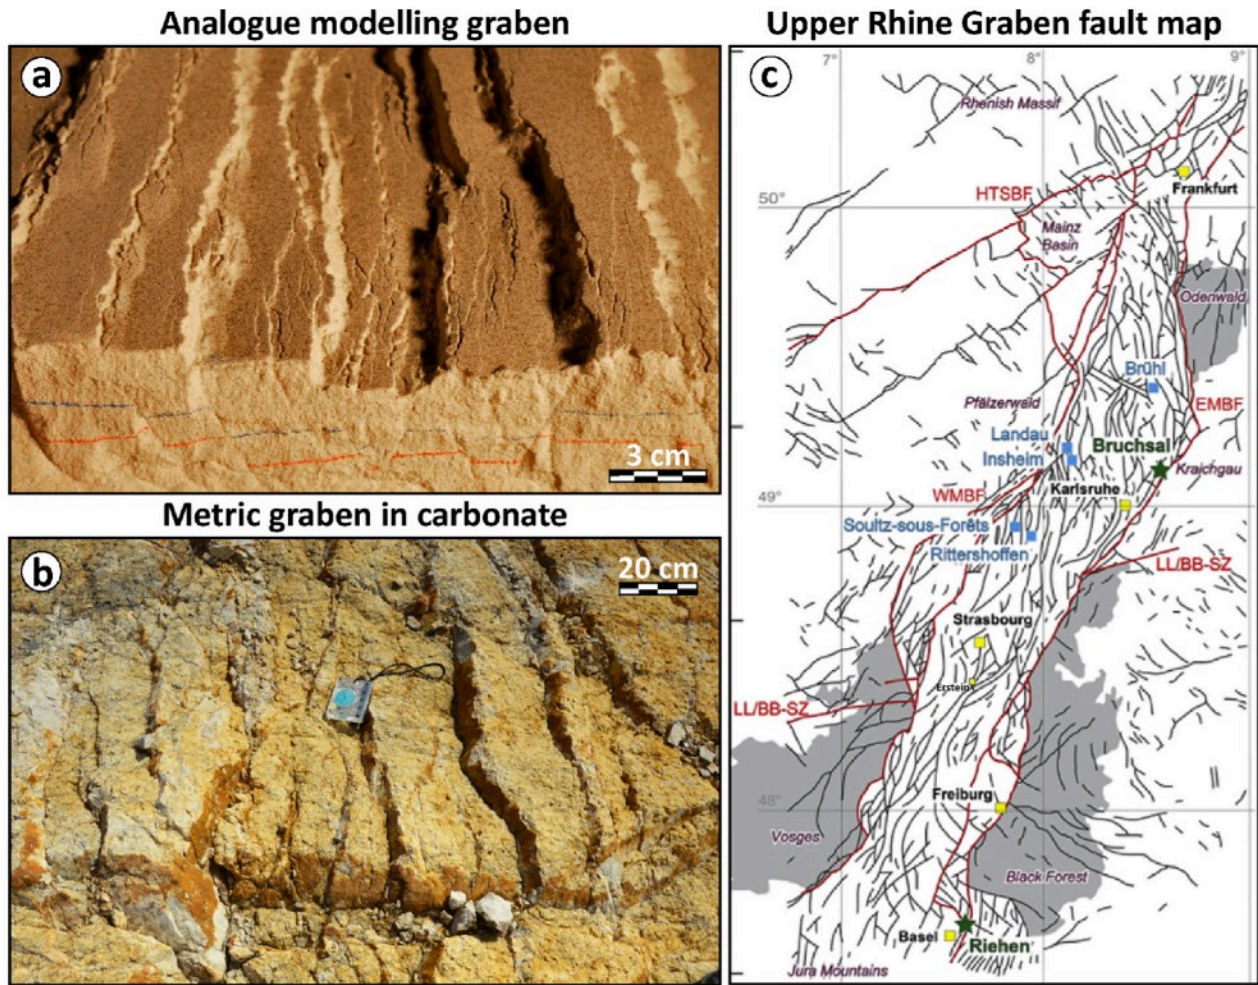 Analogue modelling graben
a
3 cm
Metric graben in carbonate
b
20 cm
Upper Rhine Graben fault map
c
7°
8°
9°
Rhenish Massif
HTSBF
Frankfurt
50°
Mainz
Basin
Odenwald
Brühl
Pfälzerwald
EMBF
Landau
Bruchsal
Insheim
Kraichgau
WMBF
Karlsruhe
49°
Soultz-sous-Forêts
Rittershoffen
LL/BB-SZ
Strasbourg
Erstein
LL/BB-SZ
Freiburg
48°
Vosges
Black Forest
Basel
Riehen
Jura Mountains